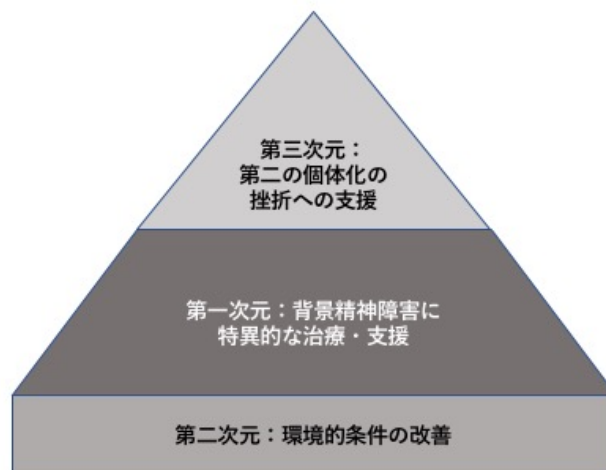 第三次元：
第二の個体化の
挫折への支援
第一次元：背景精神障害に
特異的な治療・支援
第二次元：環境的条件の改善